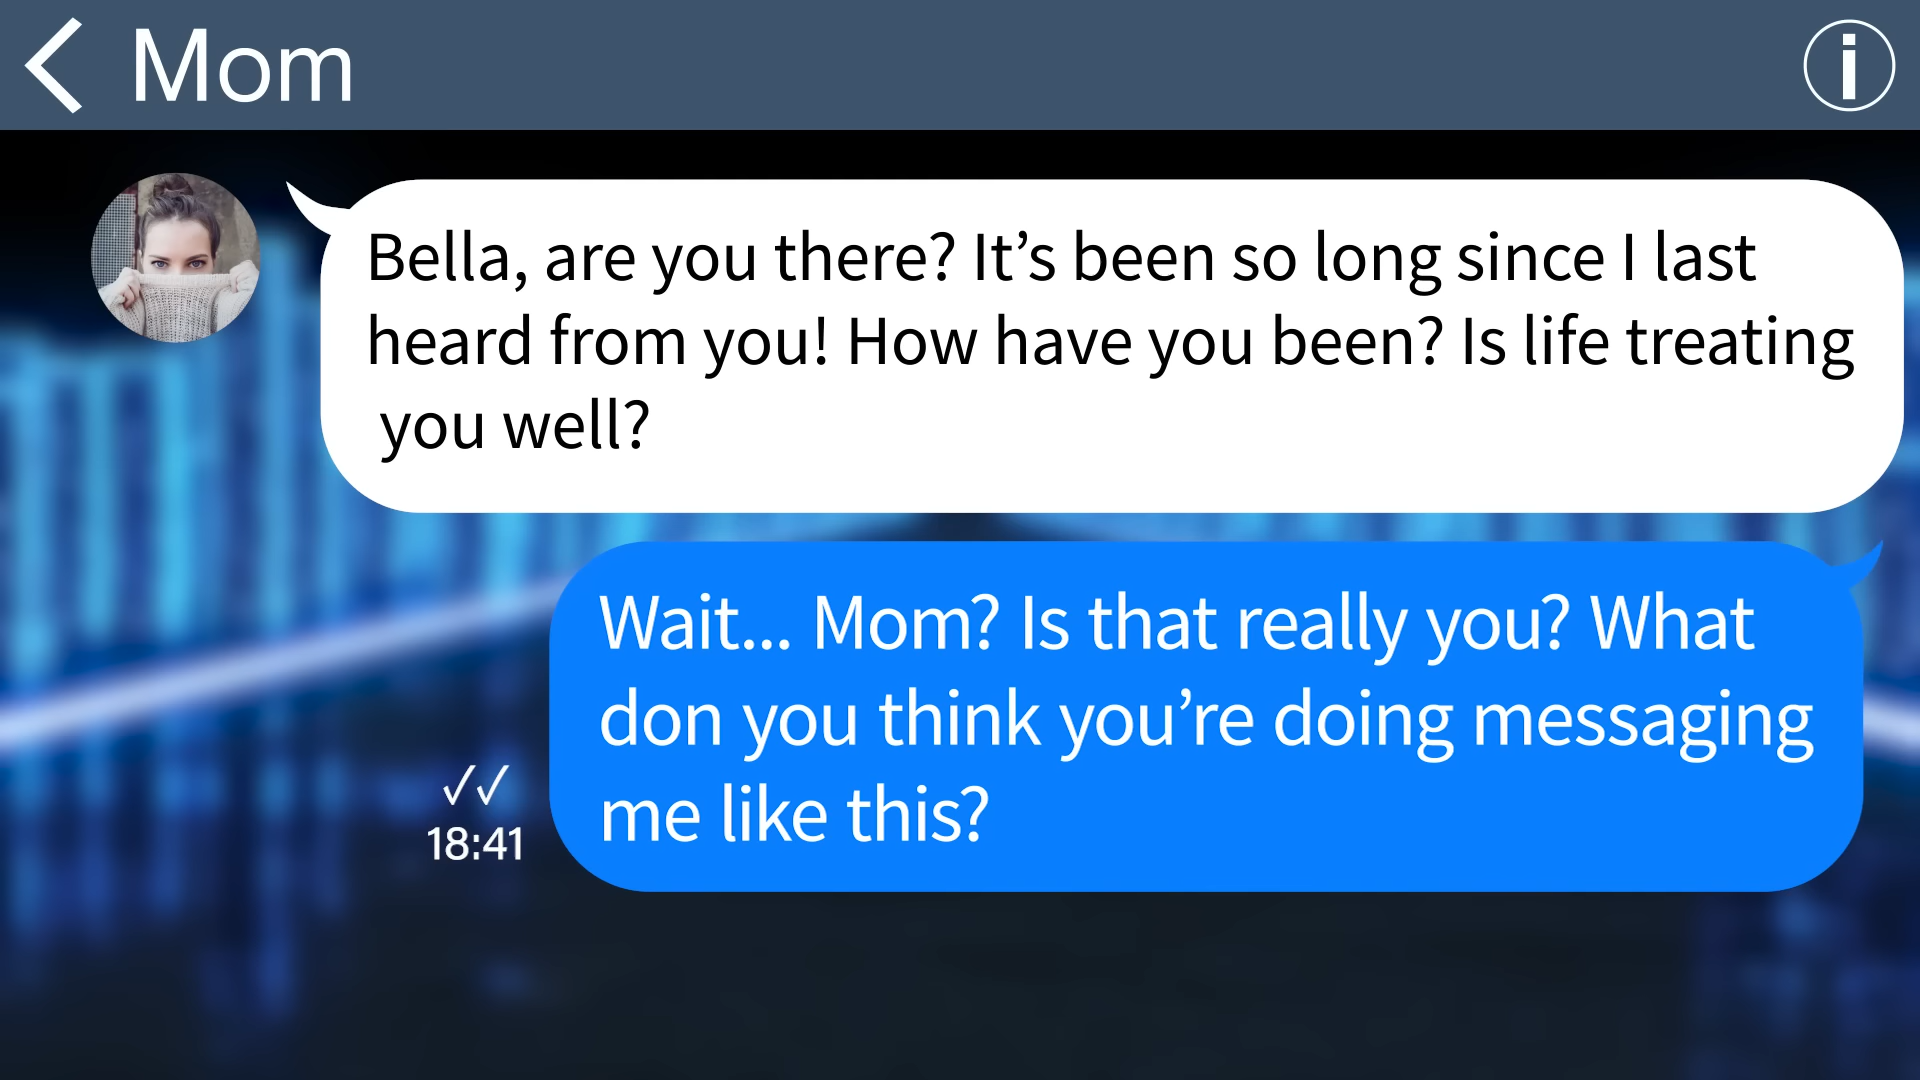 Mom
Bella, are you there? It’s been so long since I last
heard from you! How have you been? Is life treating
you well?
Wait... Mom? Is that really you? What
don you think you’re doing messaging
me like this?
✓✓
18:41